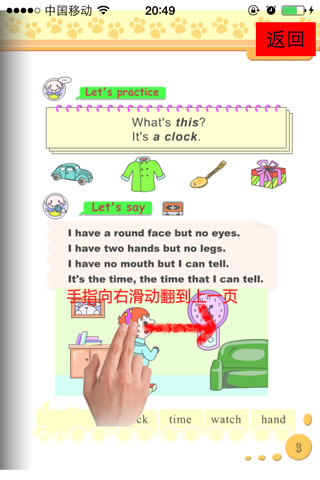 中国移动 20:49
返回
Let's practice
What's this?
It's a clock.
Let's say
I have a round face but no eyes.
I have two hands but no legs.
I have no mouth but I can tell.
It's the time, the time that I can tell.
手指向右滑动翻到上一页
ck time watch hand
3